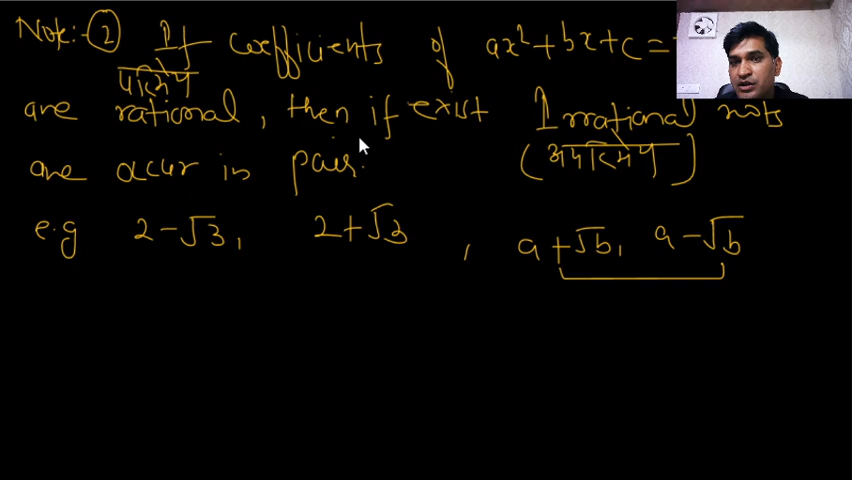 Note:- ② If coefficients of ax²+bx+c=
परिमेय
are rational, then if exist Irrational roots
are occur in pair. (अपरिमेय)
e.g 2-√3, 2+√3 , a+√b, a-√b